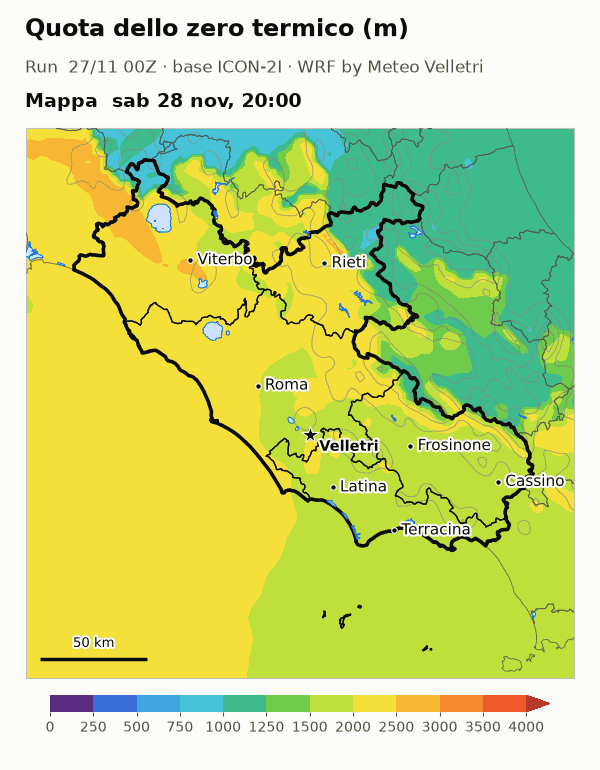 Quota dello zero termico (m)
Run  27/11 00Z · base ICON-2I · WRF by Meteo Velletri
Mappa  sab 28 nov, 20:00
Viterbo
Rieti
Roma
Velletri
Frosinone
Latina
Cassino
Terracina
50 km
0 250 500 750 1000 1250 1500 2000 2500 3000 3500 4000